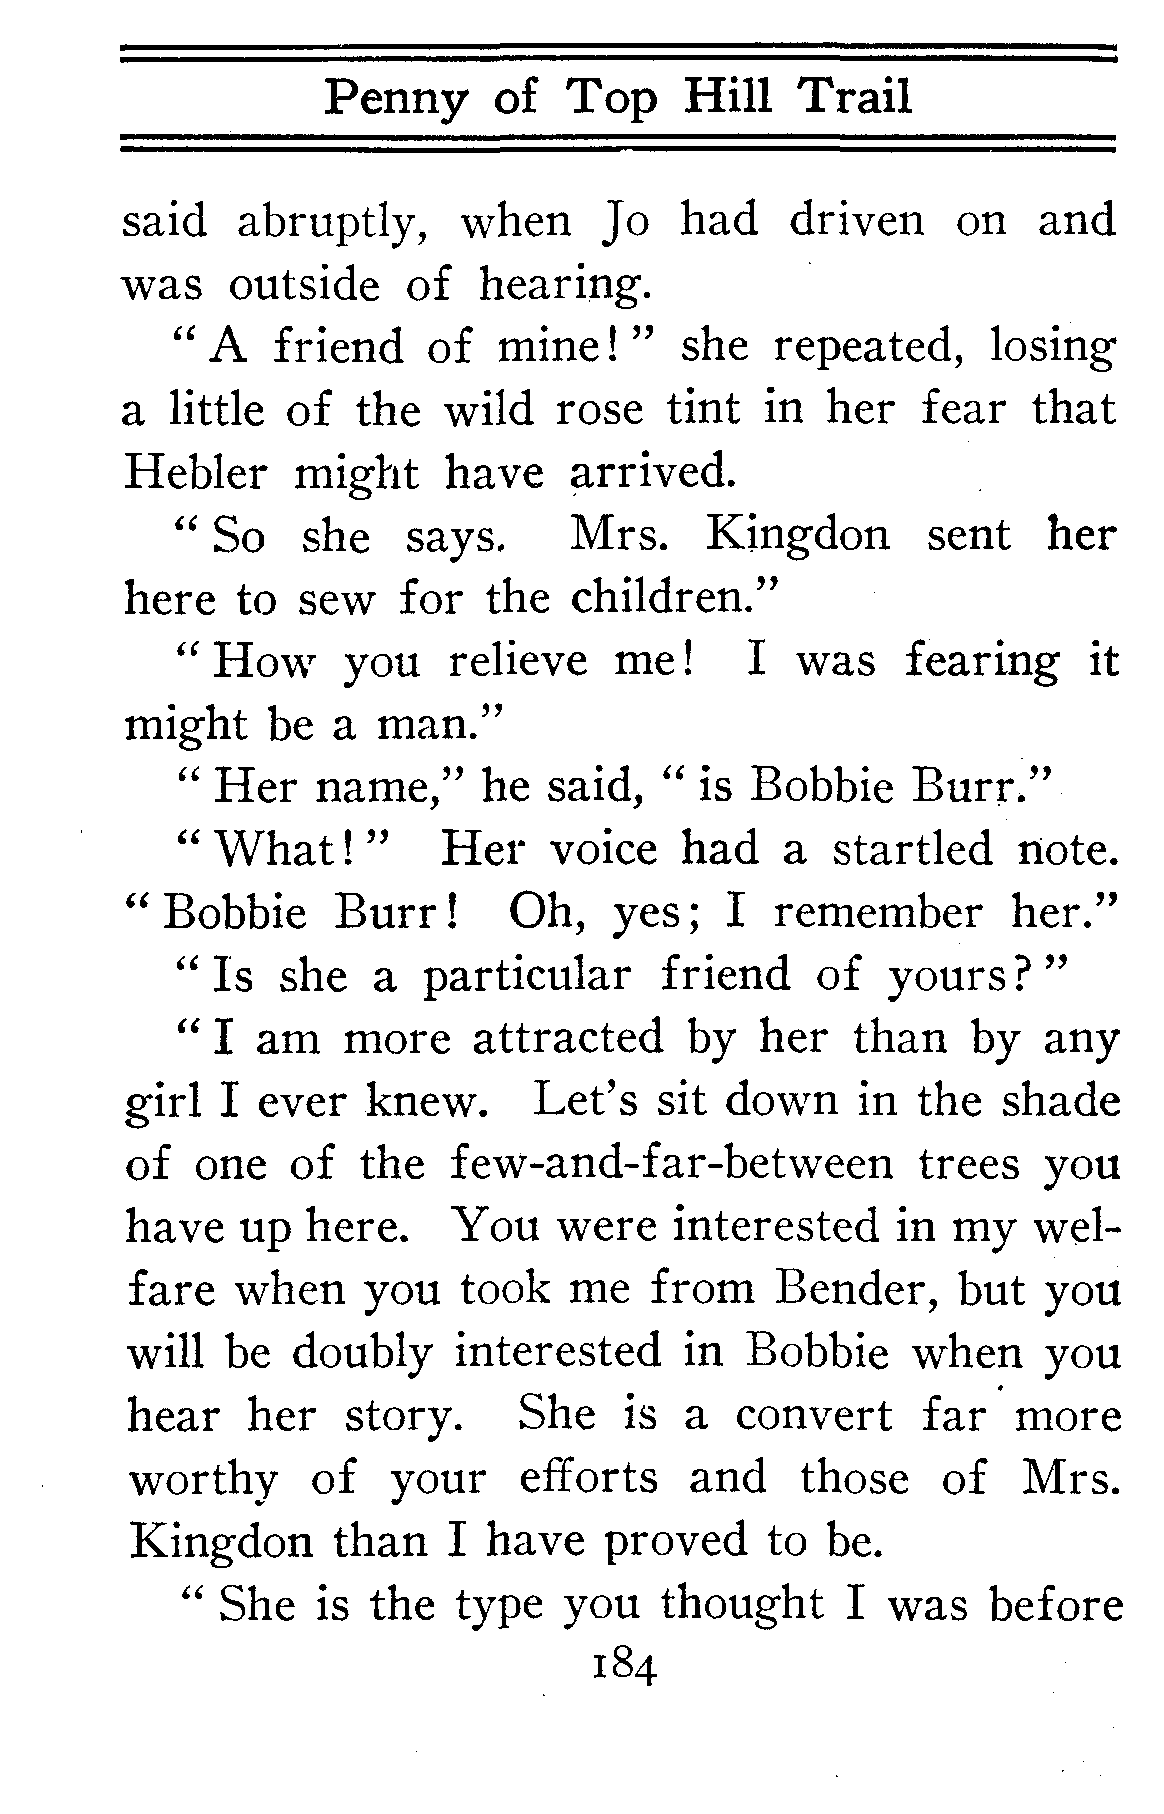 Penny of Top Hill Trail
said abruptly, when Jo had driven on and
was outside of hearing.
“ A friend of mine! ” she repeated, losing
a little of the wild rose tint in her fear that
Hebler might have arrived.
“ So she says. Mrs. Kingdon sent her
here to sew for the children.”
“ How you relieve me! I was fearing it
might be a man.”
“ Her name,” he said, “ is Bobbie Burr.”
“ What! ” Her voice had a startled note.
“ Bobbie Burr! Oh, yes; I remember her.”
“ Is she a particular friend of yours? ”
“ I am more attracted by her than by any
girl I ever knew. Let’s sit down in the shade
of one of the few-and-far-between trees you
have up here. You were interested in my wel-
fare when you took me from Bender, but you
will be doubly interested in Bobbie when you
hear her story. She is a convert far more
worthy of your efforts and those of Mrs.
Kingdon than I have proved to be.
“ She is the type you thought I was before
184